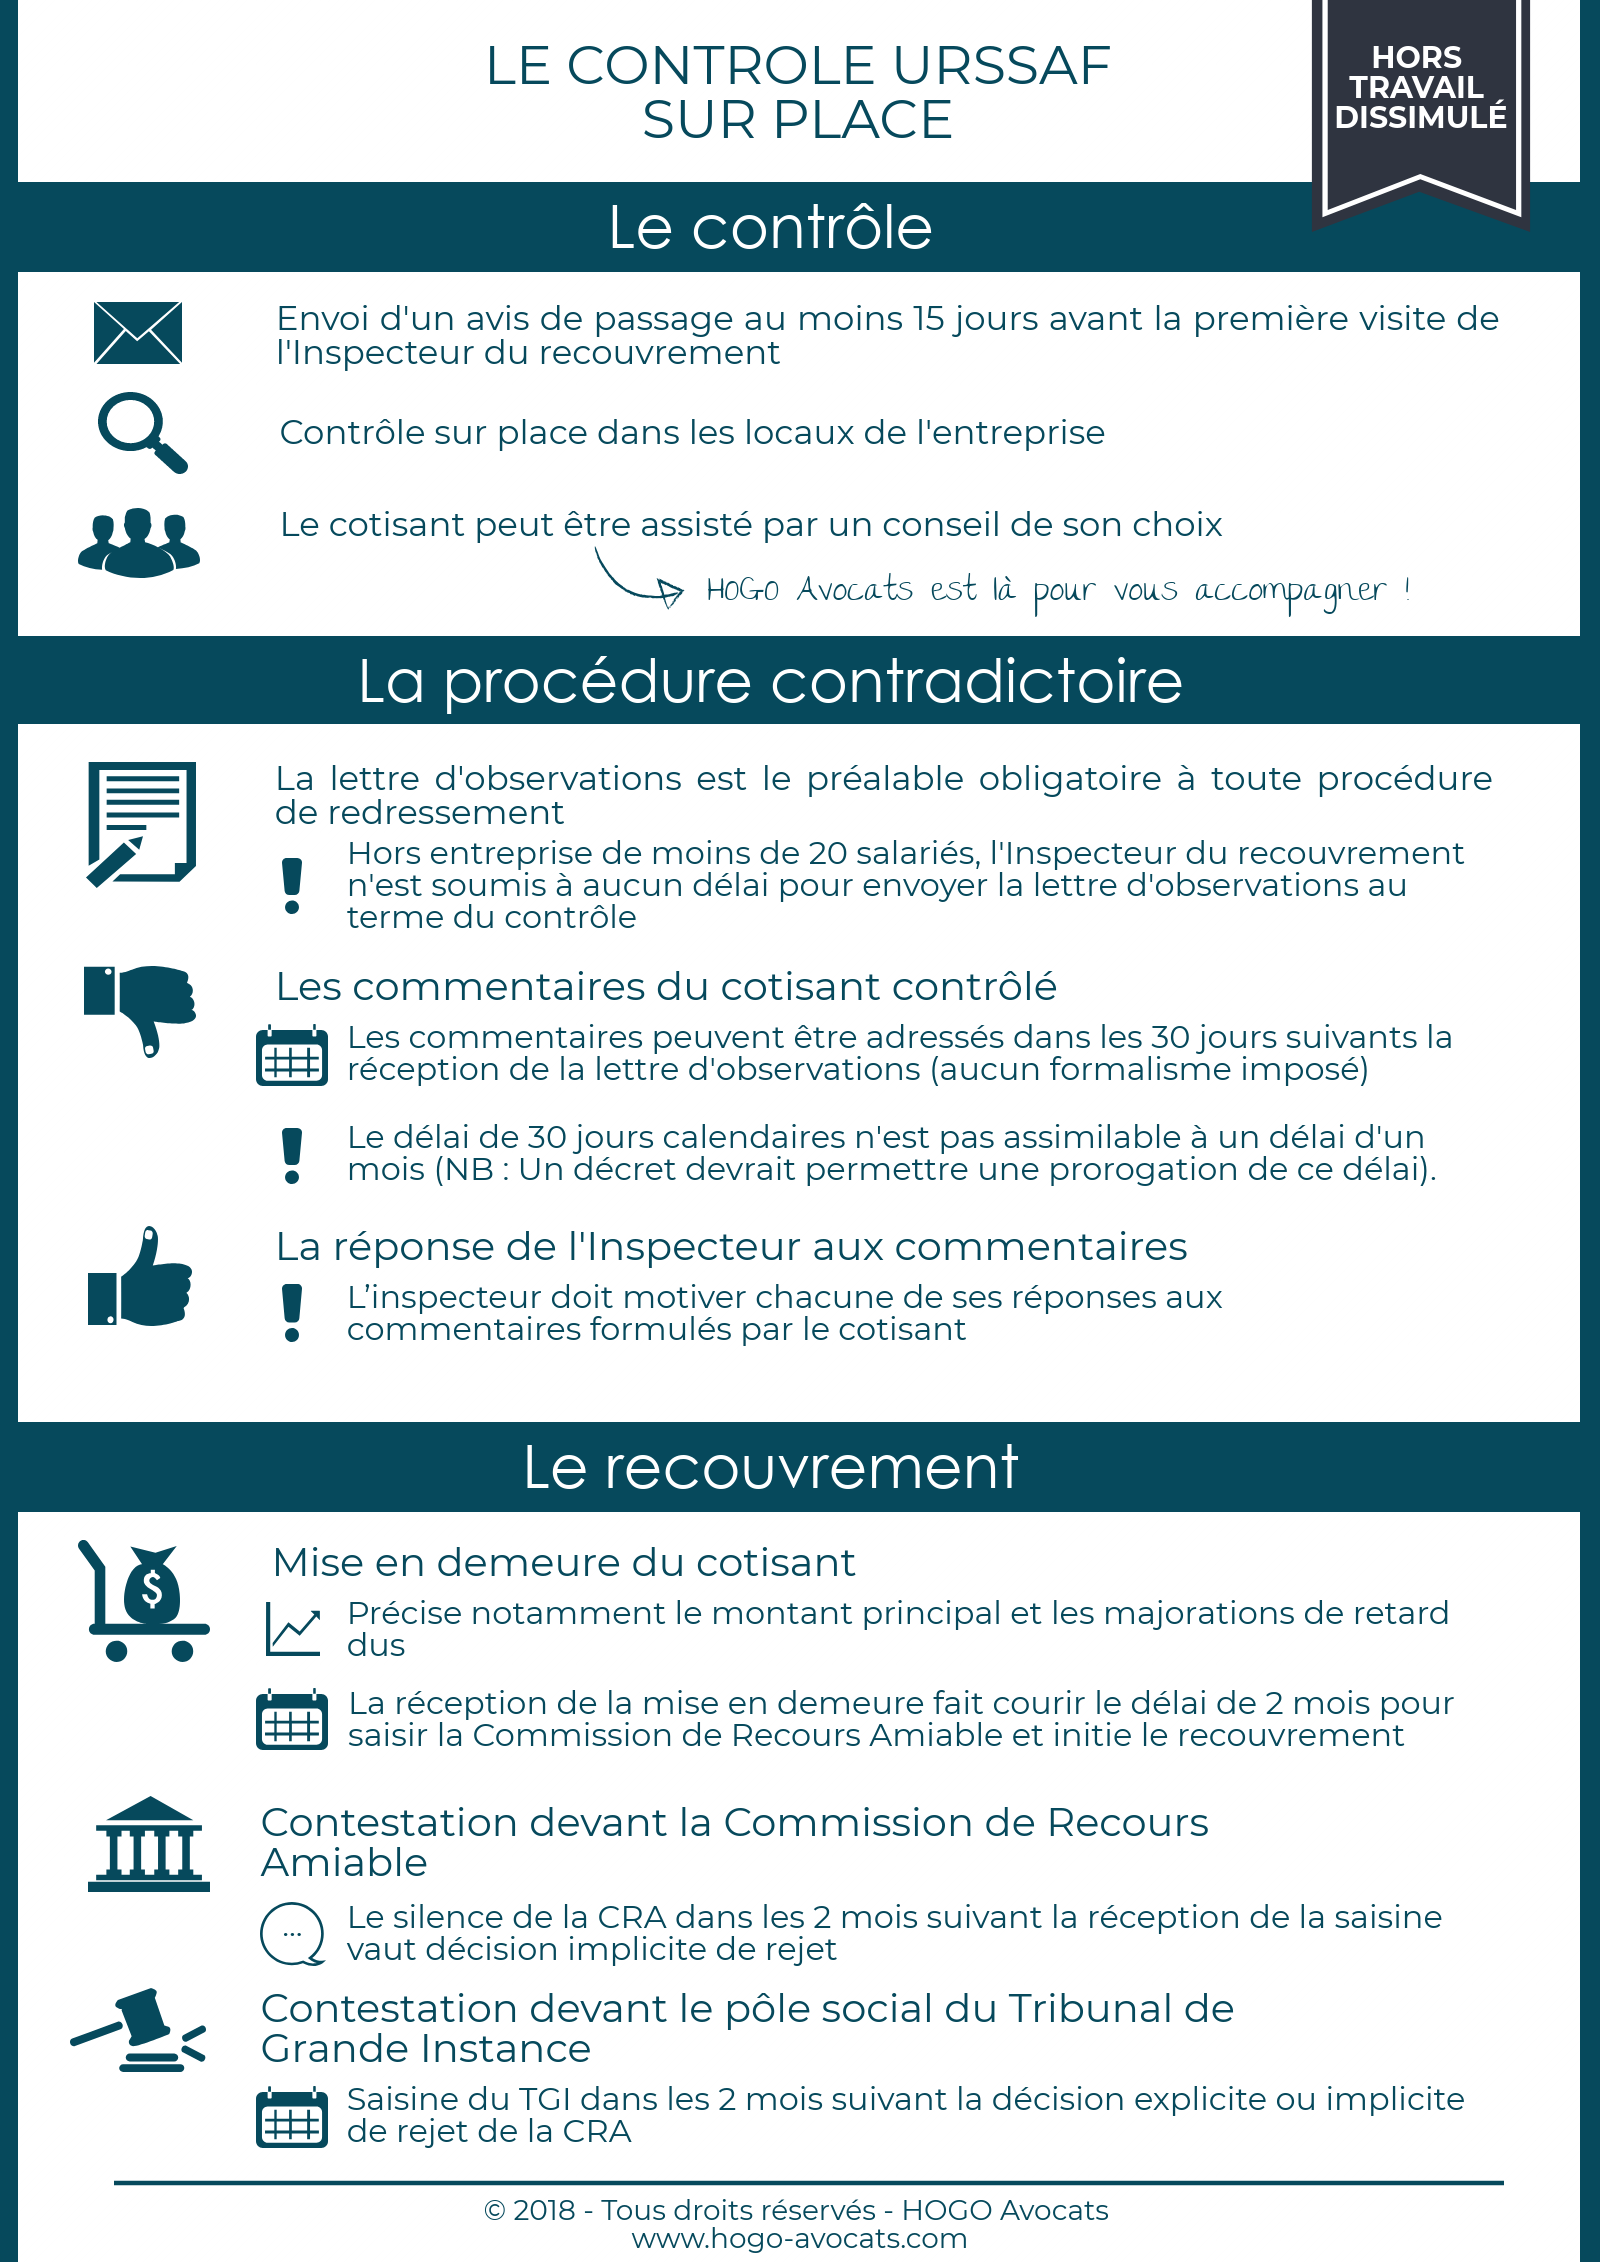 LE CONTROLE URSSAF
SUR PLACE
HORS
TRAVAIL
DISSIMULÉ
Le contrôle
Envoi d'un avis de passage au moins 15 jours avant la première visite de
l'Inspecteur du recouvrement
Contrôle sur place dans les locaux de l'entreprise
Le cotisant peut être assisté par un conseil de son choix
HOGO Avocats est là pour vous accompagner !
La procédure contradictoire
La lettre d'observations est le préalable obligatoire à toute procédure
de redressement
Hors entreprise de moins de 20 salariés, l'Inspecteur du recouvrement
n'est soumis à aucun délai pour envoyer la lettre d'observations au
terme du contrôle
Les commentaires du cotisant contrôlé
Les commentaires peuvent être adressés dans les 30 jours suivants la
réception de la lettre d'observations (aucun formalisme imposé)
Le délai de 30 jours calendaires n'est pas assimilable à un délai d'un
mois (NB : Un décret devrait permettre une prorogation de ce délai).
La réponse de l'Inspecteur aux commentaires
L’inspecteur doit motiver chacune de ses réponses aux
commentaires formulés par le cotisant
Le recouvrement
$
Mise en demeure du cotisant
Précise notamment le montant principal et les majorations de retard
dus
La réception de la mise en demeure fait courir le délai de 2 mois pour
saisir la Commission de Recours Amiable et initie le recouvrement
Contestation devant la Commission de Recours
Amiable
Le silence de la CRA dans les 2 mois suivant la réception de la saisine
vaut décision implicite de rejet
Contestation devant le pôle social du Tribunal de
Grande Instance
Saisine du TGI dans les 2 mois suivant la décision explicite ou implicite
de rejet de la CRA
© 2018 - Tous droits réservés - HOGO Avocats
www.hogo-avocats.com